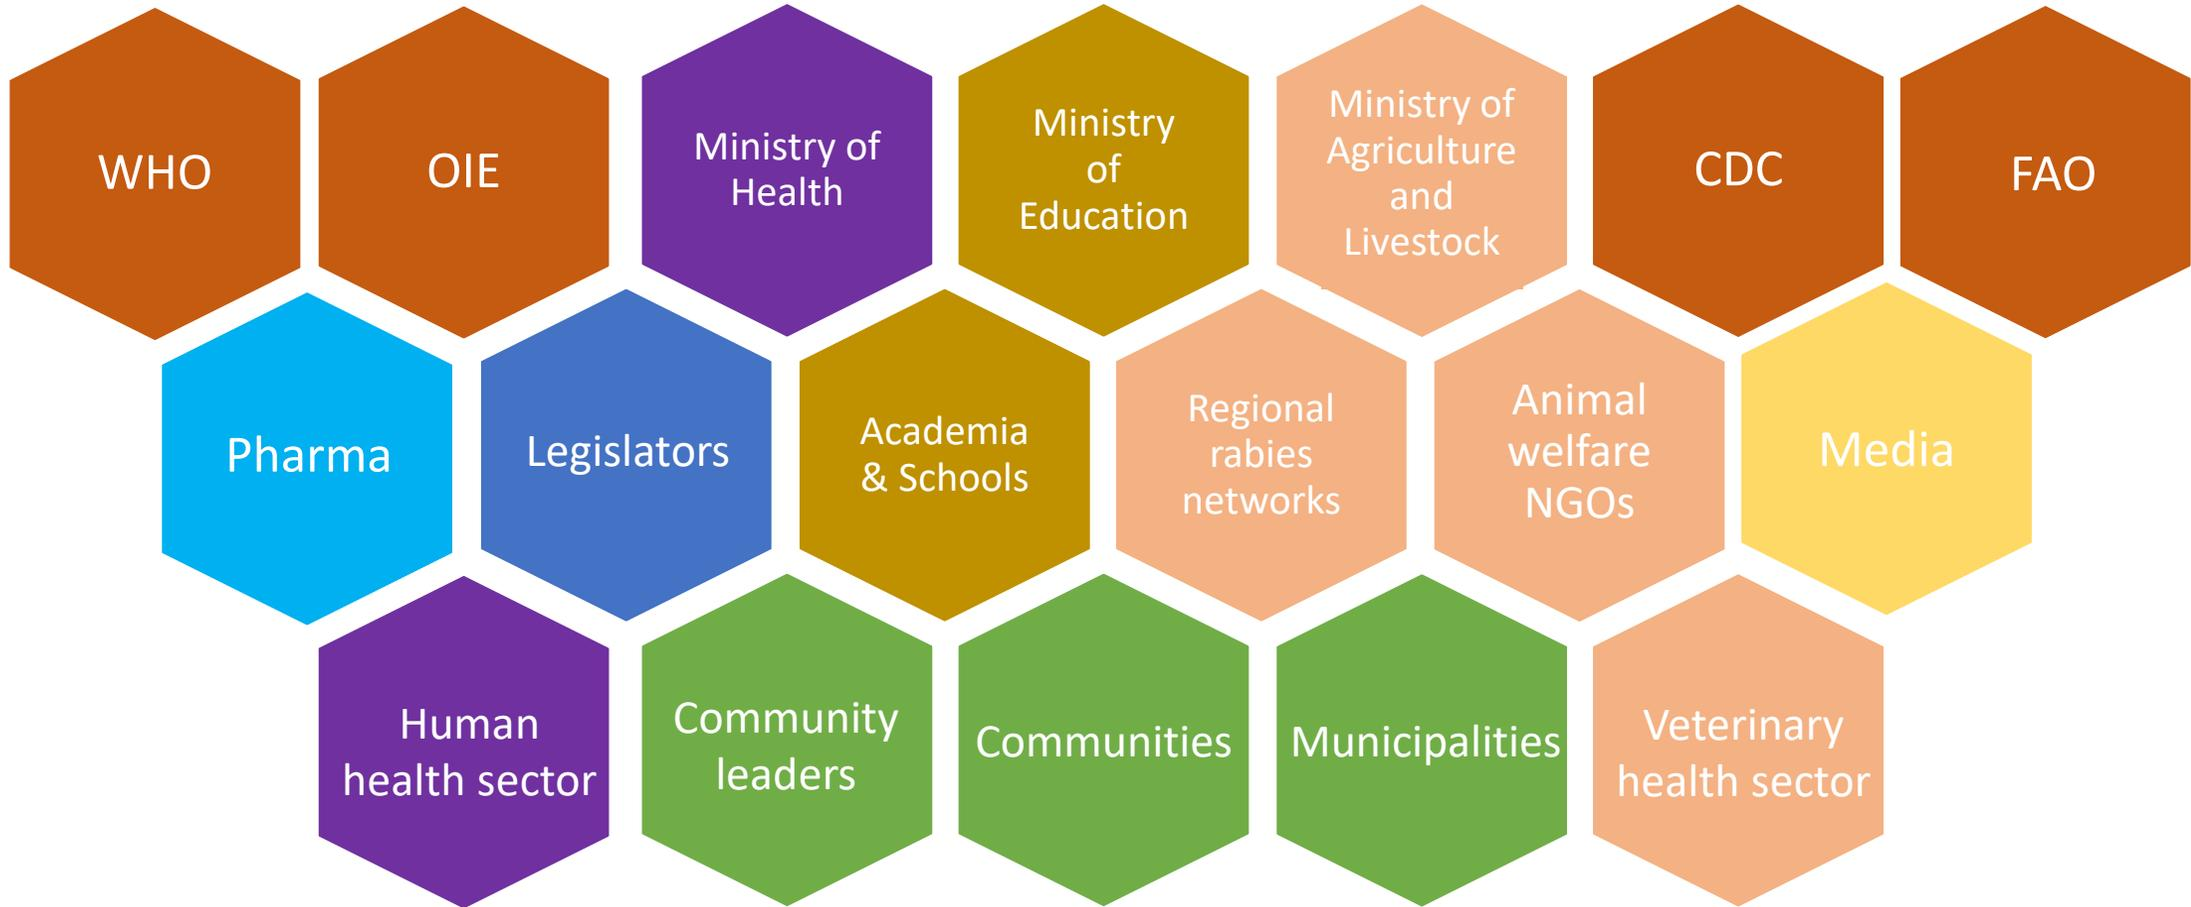 WHO
OIE
Ministry of
Health
Ministry
of
Education
Ministry of
Agriculture
and
Livestock
CDC
FAO
Pharma
Legislators
Academia
& Schools
Regional
rabies
networks
Animal
welfare
NGOs
Media
Human
health sector
Community
leaders
Communities
Municipalities
Veterinary
health sector